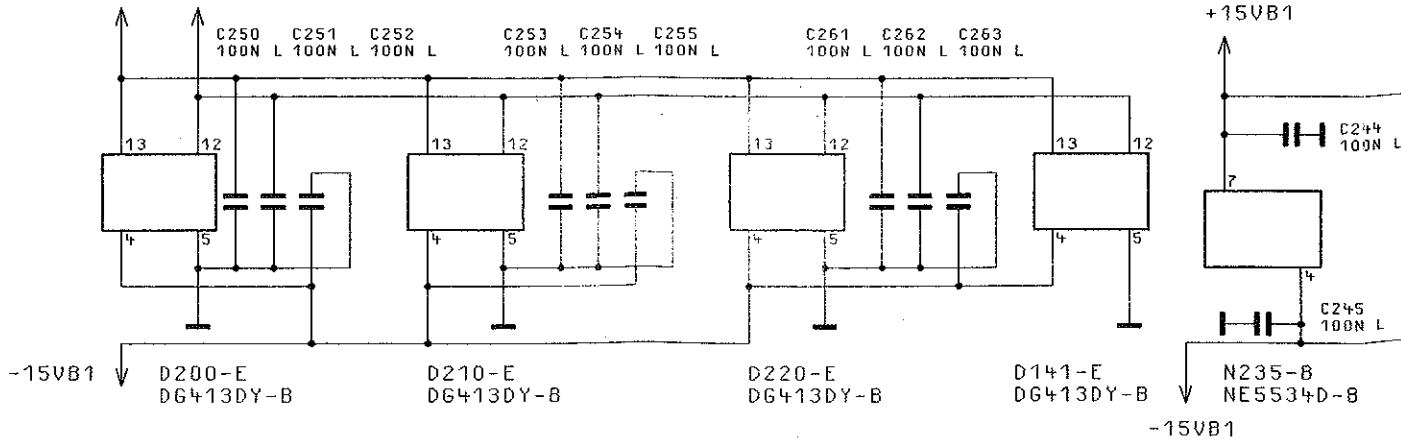 +15VB1
C250 C251 C252
100N L 100N L 100N L
C253 C254 C255
100N L 100N L 100N L
C261 C262 C263
100N L 100N L 100N L
C244
100N L
13 12
13 12
13 12
13 12
7
4 5
4 5
4 5
4 5
4
C245
100N L
-15VB1
D200-E
DG413DY-B
D210-E
DG413DY-B
D220-E
DG413DY-B
D141-E
DG413DY-B
N235-B
NE5534D-8
-15VB1